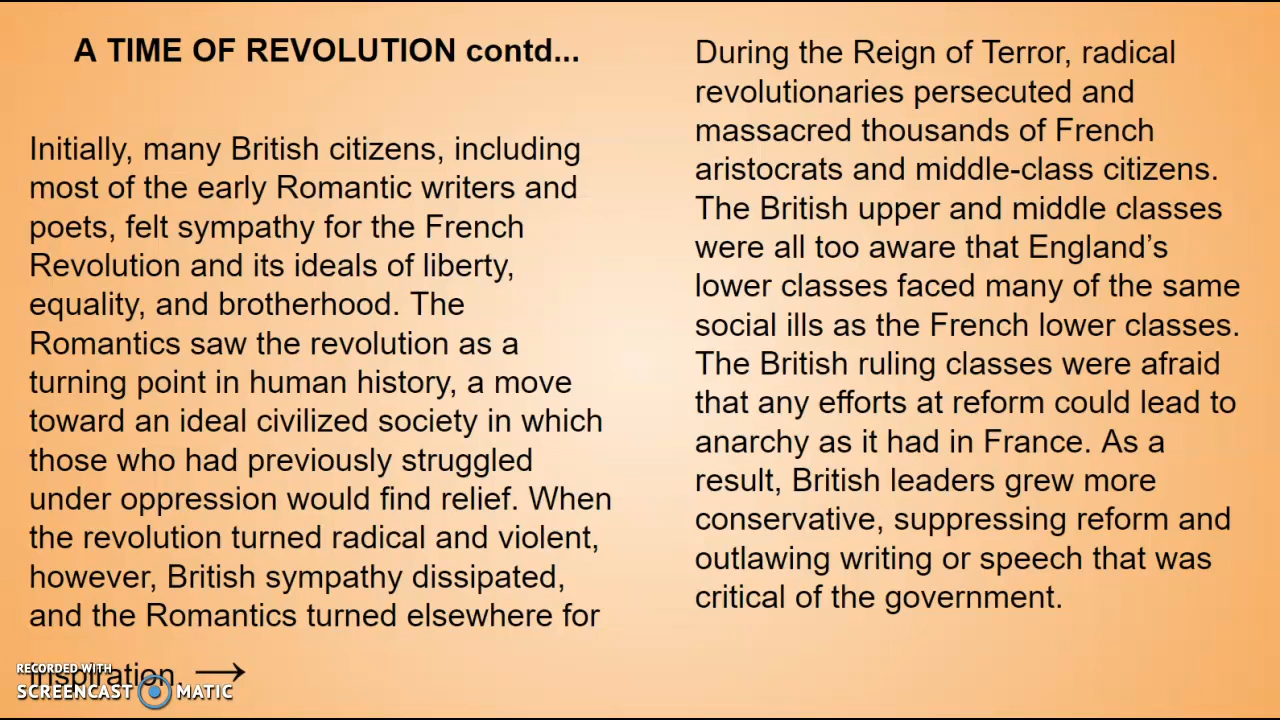 A TIME OF REVOLUTION contd...
Initially, many British citizens, including
most of the early Romantic writers and
poets, felt sympathy for the French
Revolution and its ideals of liberty,
equality, and brotherhood. The
Romantics saw the revolution as a
turning point in human history, a move
toward an ideal civilized society in which
those who had previously struggled
under oppression would find relief. When
the revolution turned radical and violent,
however, British sympathy dissipated,
and the Romantics turned elsewhere for
inspiration. →
During the Reign of Terror, radical
revolutionaries persecuted and
massacred thousands of French
aristocrats and middle-class citizens.
The British upper and middle classes
were all too aware that England’s
lower classes faced many of the same
social ills as the French lower classes.
The British ruling classes were afraid
that any efforts at reform could lead to
anarchy as it had in France. As a
result, British leaders grew more
conservative, suppressing reform and
outlawing writing or speech that was
critical of the government.
RECORDED WITH
SCREENCAST MATIC